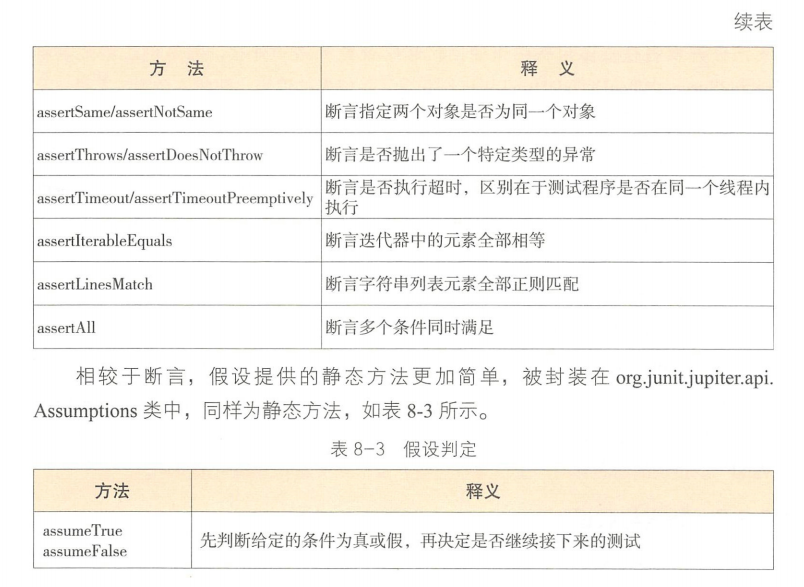 续表
方 法
释 义
assertSame/assertNotSame
断言指定两个对象是否为同一个对象
assertThrows/assertDoesNotThrow
断言是否抛出了一个特定类型的异常
assertTimeout/assertTimeoutPreemptively
断言是否执行超时，区别在于测试程序是否在同一个线程内
执行
assertIterableEquals
断言迭代器中的元素全部相等
assertLinesMatch
断言字符串列表元素全部正则匹配
assertAll
断言多个条件同时满足
相较于断言，假设提供的静态方法更加简单，被封装在 org.junit.jupiter.api.
Assumptions 类中，同样为静态方法，如表 8-3 所示。
表 8-3 假设判定
方法
释义
assumeTrue
assumeFalse
先判断给定的条件为真或假，再决定是否继续接下来的测试